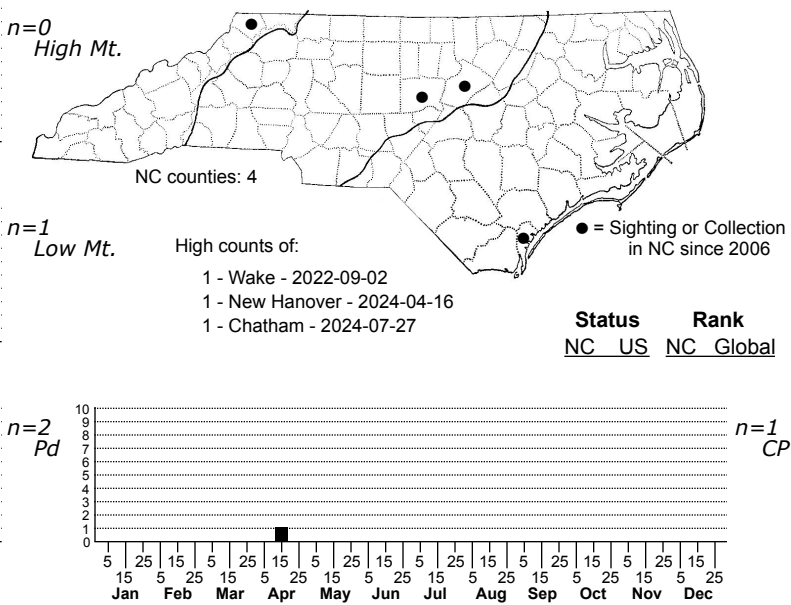 n=0
High Mt.
NC counties: 4
n=1
Low Mt.
High counts of:
1 - Wake - 2022-09-02
1 - New Hanover - 2024-04-16
1 - Chatham - 2024-07-27
● = Sighting or Collection
in NC since 2006
Status Rank
NC US NC Global
n=2
Pd
n=1
CP
10
9
8
7
6
5
4
3
2
1
0
5 25 15 5 25 15 5 25 15 5 25 15 5 25 15 5 25 15
15 5 25 15 5 25 15 5 25 15 5 25 15 5 25 15 5 25
Jan Feb Mar Apr May Jun Jul Aug Sep Oct Nov Dec